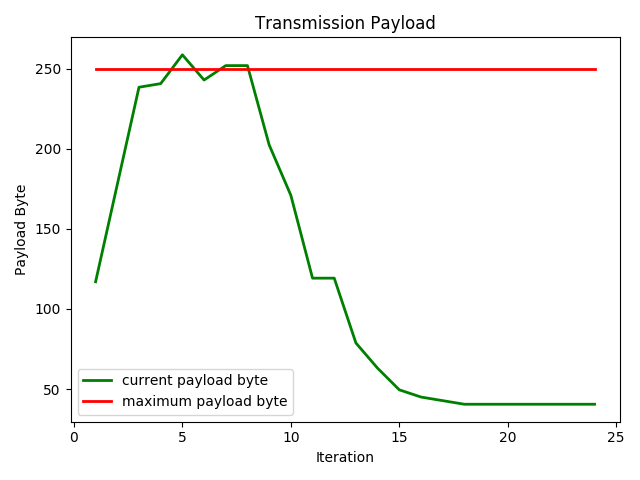 Transmission Payload
Payload Byte
250
200
150
100
50
current payload byte
maximum payload byte
0 5 10 15 20 25
Iteration